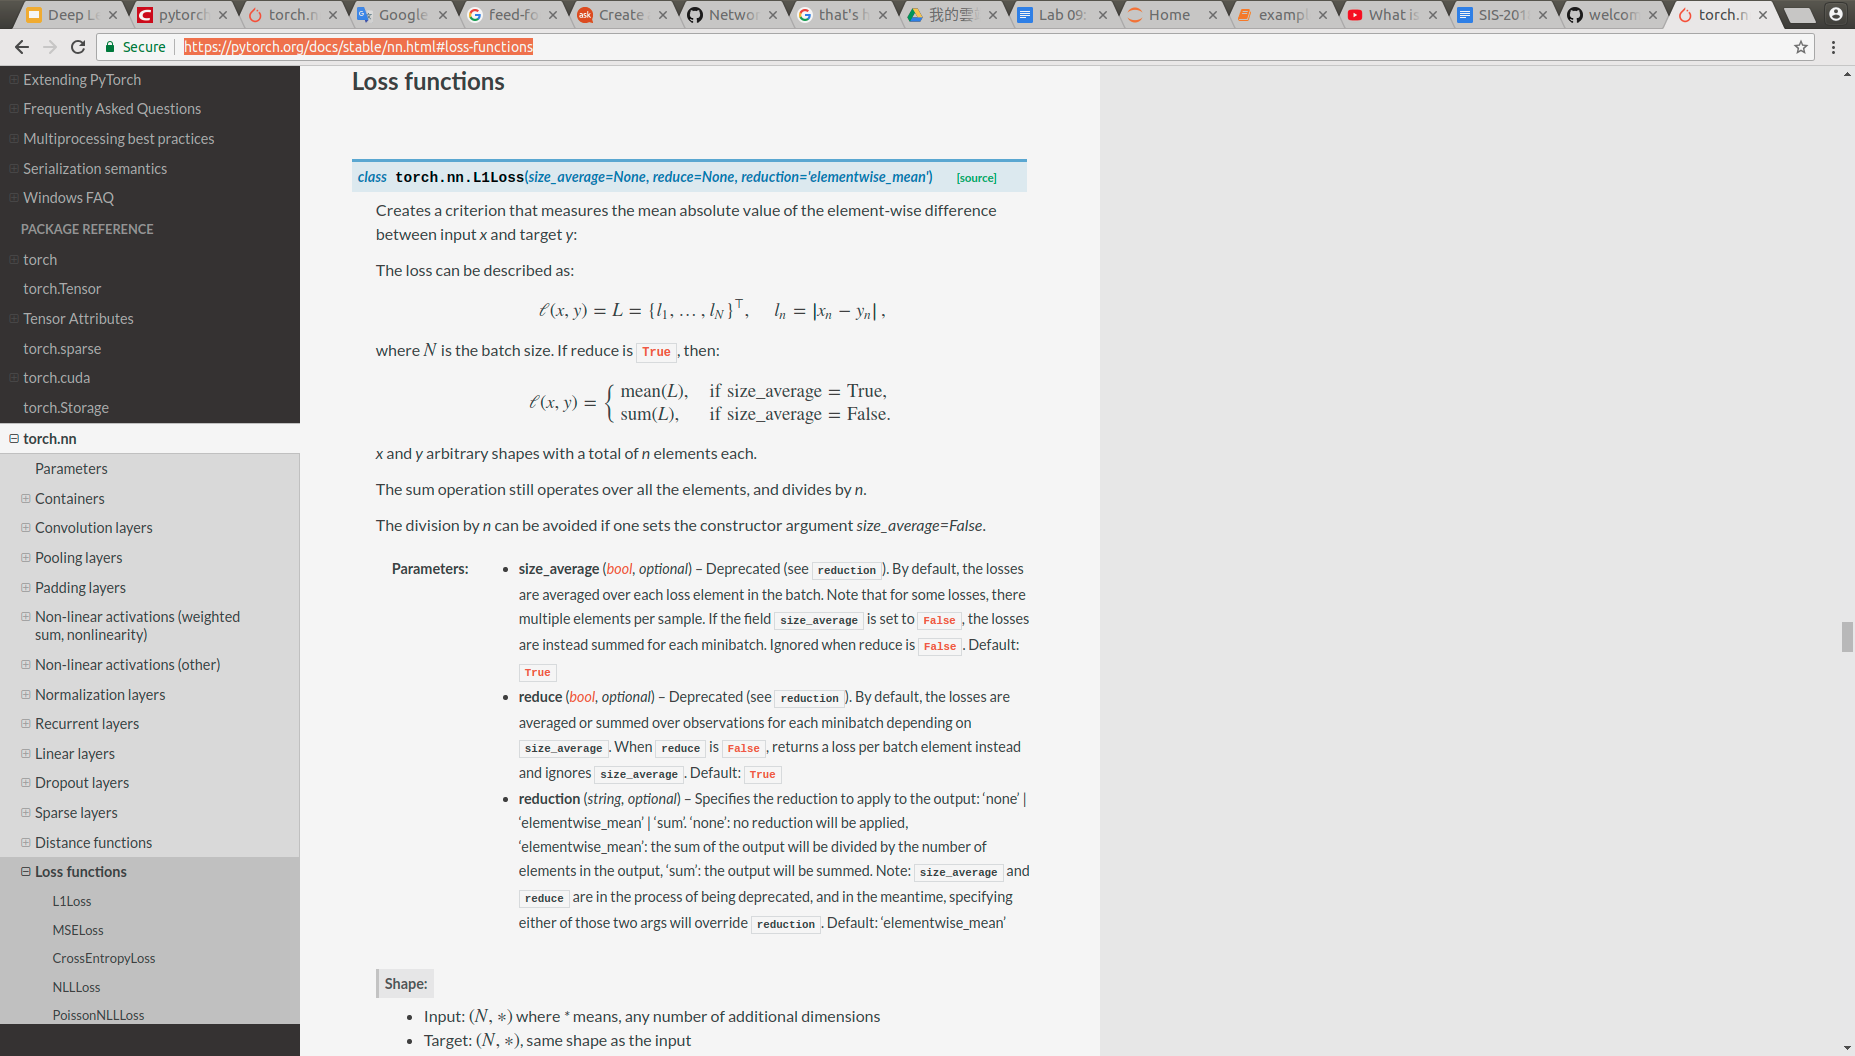 Deep L
pytorch
torch.n
Google
feed-fo
Create
Netwo
that's h
我的雲
Lab 09:
Home
exampl
What is
SIS-201
welcom
torch.n
Secure
https://pytorch.org/docs/stable/nn.html#loss-functions
Extending PyTorch
Frequently Asked Questions
Multiprocessing best practices
Serialization semantics
Windows FAQ
PACKAGE REFERENCE
torch
torch.Tensor
Tensor Attributes
torch.sparse
torch.cuda
torch.Storage
torch.nn
Parameters
Containers
Convolution layers
Pooling layers
Padding layers
Non-linear activations (weighted
sum, nonlinearity)
Non-linear activations (other)
Normalization layers
Recurrent layers
Linear layers
Dropout layers
Sparse layers
Distance functions
Loss functions
L1Loss
MSELoss
CrossEntropyLoss
NLLLoss
PoissonNLLLoss
Loss functions
class torch.nn.L1Loss(size_average=None, reduce=None, reduction='elementwise_mean') [source]
Creates a criterion that measures the mean absolute value of the element-wise difference
between input x and target y:
The loss can be described as:
ℓ(x, y) = L = {l₁, … , l_N}^⊤, l_n = |x_n − y_n| ,
where N is the batch size. If reduce is True , then:
ℓ(x, y) = { mean(L), if size_average = True,
sum(L), if size_average = False.
x and y arbitrary shapes with a total of n elements each.
The sum operation still operates over all the elements, and divides by n.
The division by n can be avoided if one sets the constructor argument size_average=False.
Parameters:
• size_average (bool, optional) – Deprecated (see reduction ). By default, the losses
are averaged over each loss element in the batch. Note that for some losses, there
multiple elements per sample. If the field size_average is set to False , the losses
are instead summed for each minibatch. Ignored when reduce is False . Default:
True
• reduce (bool, optional) – Deprecated (see reduction ). By default, the losses are
averaged or summed over observations for each minibatch depending on
size_average . When reduce is False , returns a loss per batch element instead
and ignores size_average . Default: True
• reduction (string, optional) – Specifies the reduction to apply to the output: ‘none’ |
‘elementwise_mean’ | ‘sum’. ‘none’: no reduction will be applied,
‘elementwise_mean’: the sum of the output will be divided by the number of
elements in the output, ‘sum’: the output will be summed. Note: size_average and
reduce are in the process of being deprecated, and in the meantime, specifying
either of those two args will override reduction . Default: ‘elementwise_mean’
Shape:
• Input: (N, ∗) where * means, any number of additional dimensions
• Target: (N, ∗), same shape as the input